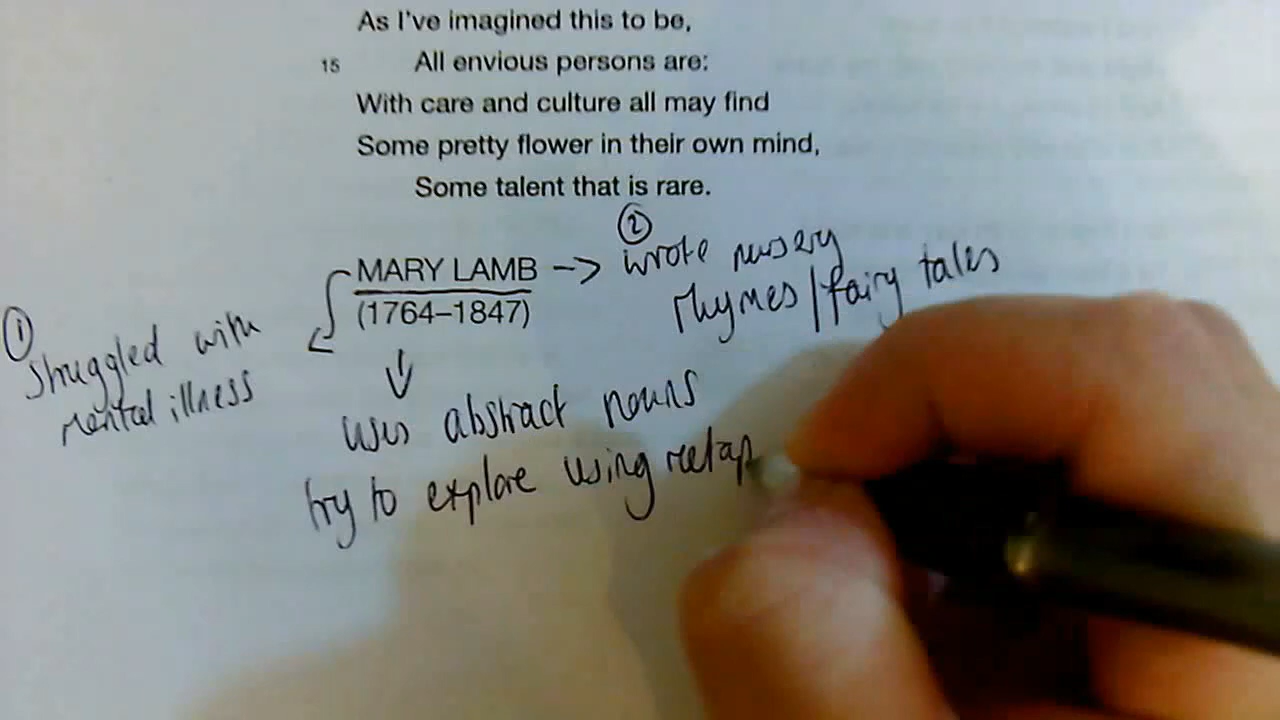 As I've imagined this to be,
15 All envious persons are:
With care and culture all may find
Some pretty flower in their own mind,
Some talent that is rare.
MARY LAMB -> ② wrote nursery
rhymes/fairy tales
(1764–1847)
① struggled with
mental illness
uses abstract nouns
try to explore using metap